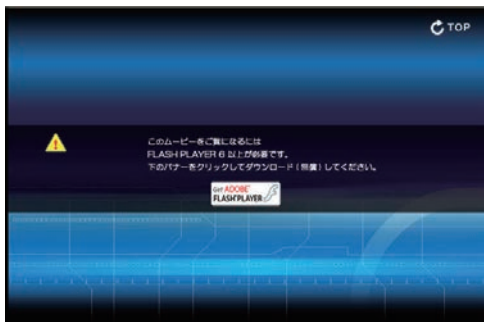 TOP
このムービーをご覧になるには
FLASH PLAYER 6 以上が必要です。
下のバナーをクリックしてダウンロード(無償)してください。
Get ADOBE®
FLASH® PLAYER